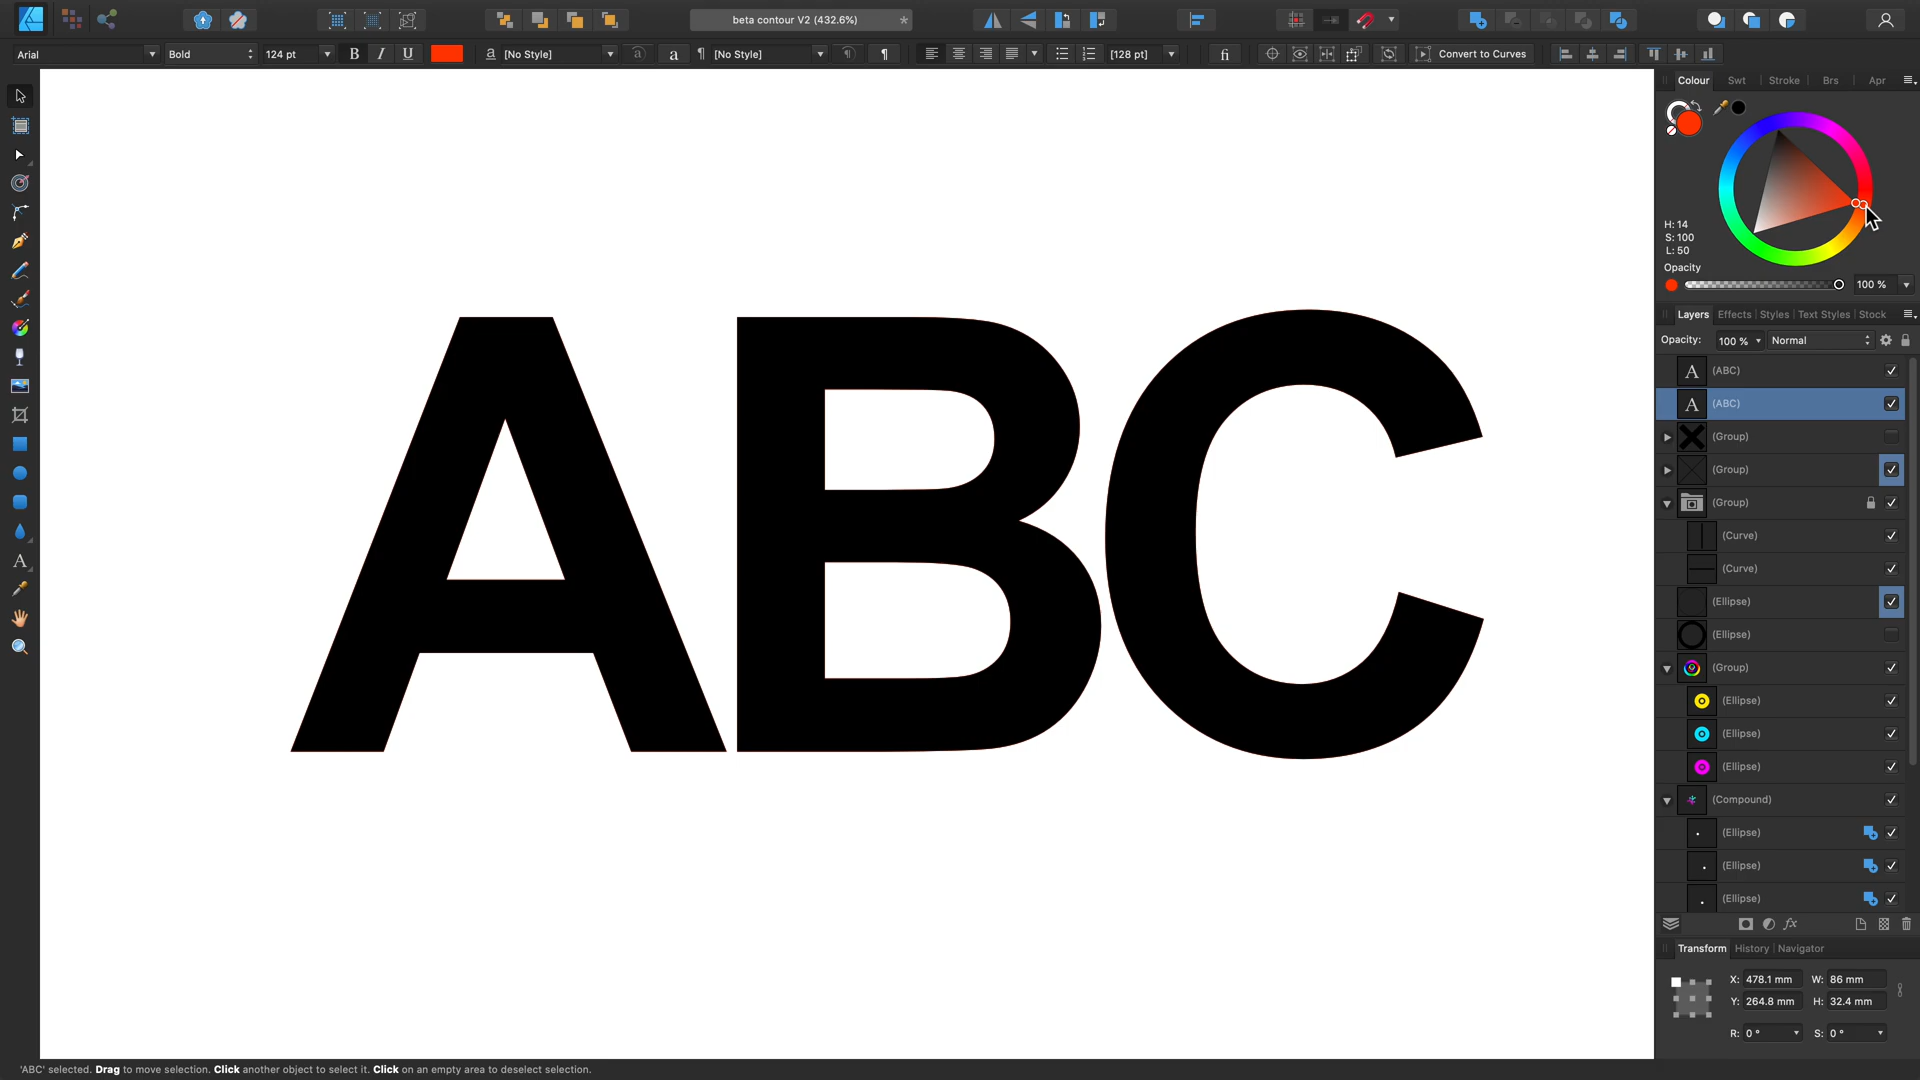 beta contour V2 (432.6%)
*
Arial
Bold
124 pt
B I U
a [No Style] a a ¶ [No Style] ¶ ¶
[128 pt]
fi
Convert to Curves
Colour Swt Stroke Brs Apr
H: 14
S: 100
L: 50
Opacity
100 %
Layers Effects Styles Text Styles Stock
Opacity: 100 % Normal
A (ABC)
A (ABC)
(Group)
(Group)
(Group)
(Curve)
(Curve)
(Ellipse)
(Ellipse)
(Group)
(Ellipse)
(Ellipse)
(Ellipse)
(Compound)
(Ellipse)
(Ellipse)
(Ellipse)
fx
Transform History Navigator
X: 478.1 mm W: 86 mm
Y: 264.8 mm H: 32.4 mm
R: 0 ° S: 0 °
A
ABC
'ABC' selected. Drag to move selection. Click another object to select it. Click on an empty area to deselect selection.